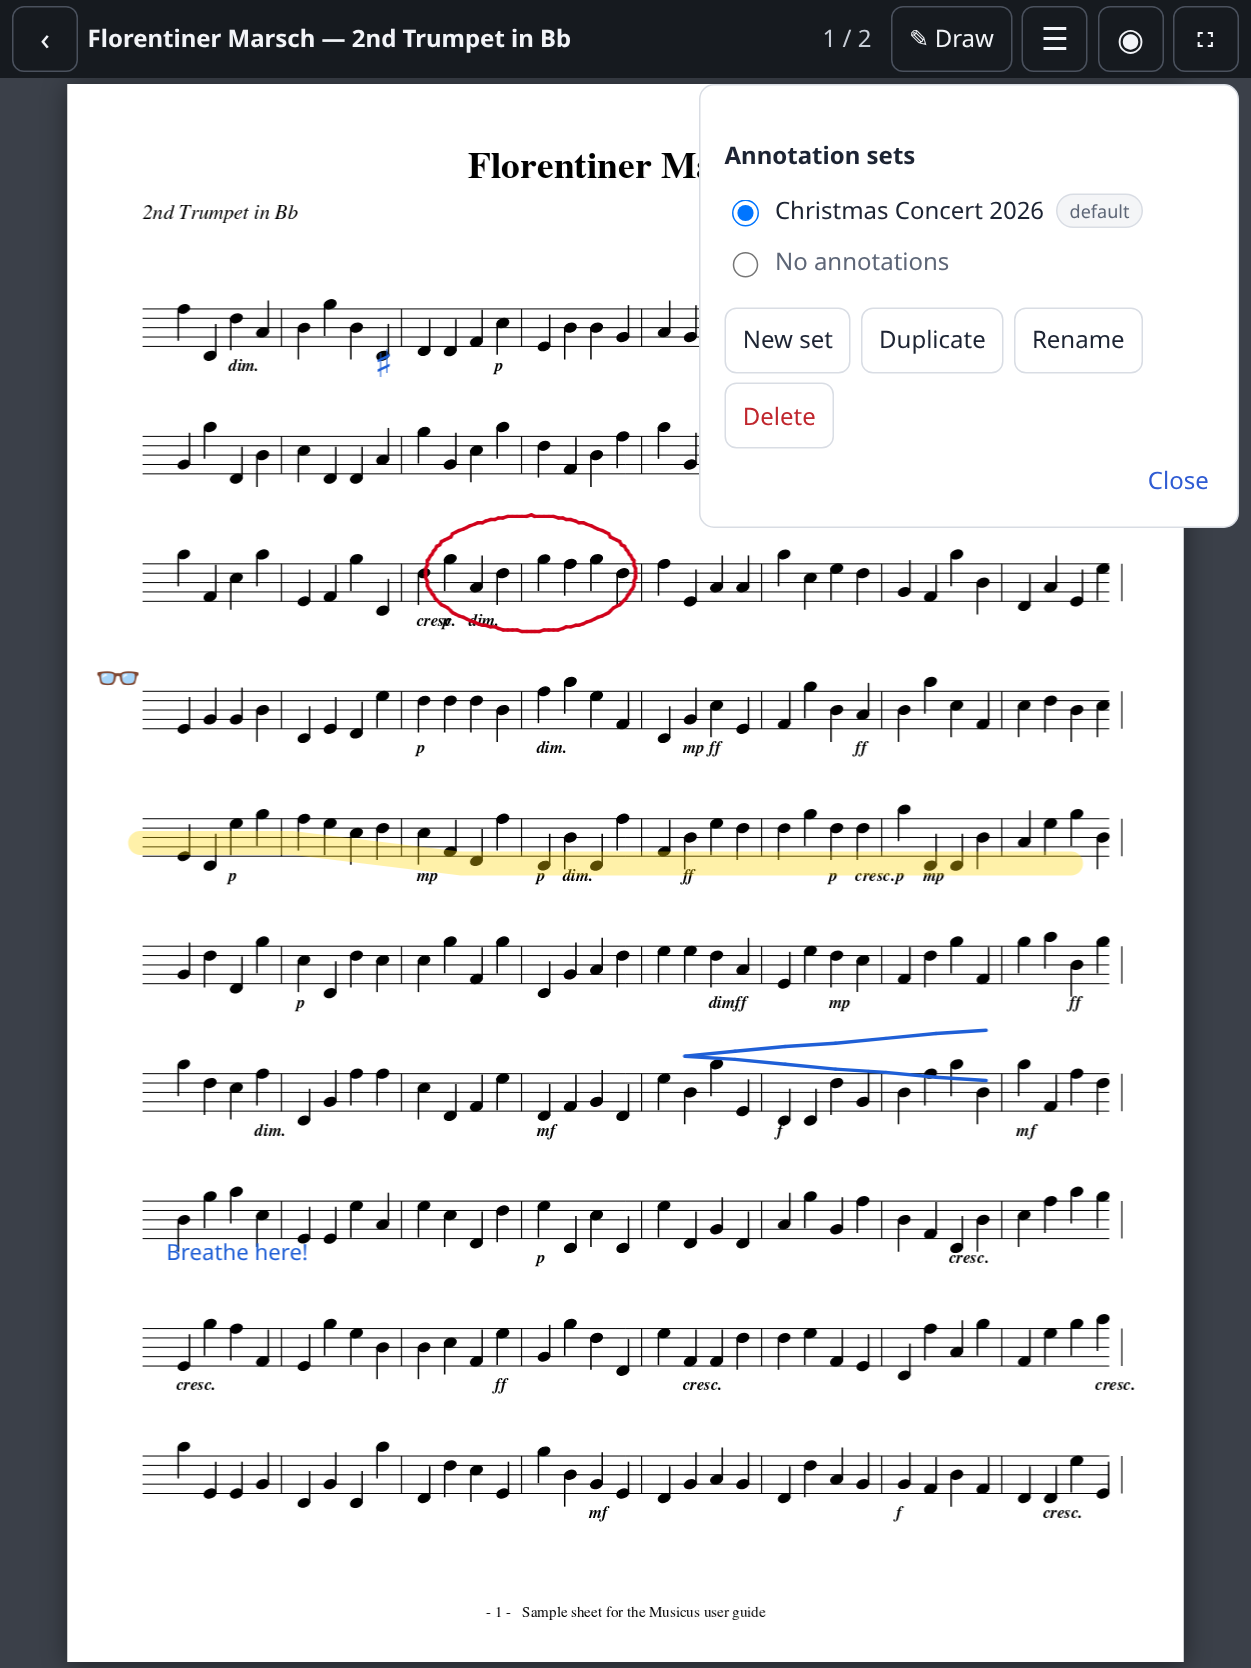 Florentiner Marsch — 2nd Trumpet in Bb
1 / 2
Draw
Annotation sets
Christmas Concert 2026 default
No annotations
New set Duplicate Rename
Delete
Close
Florentiner Ma
2nd Trumpet in Bb
dim. p
cresc. dim.
p dim. mp ff ff
p mp p dim. ff p cresc. p mp
p dim ff mp ff
dim. mf f mf
Breathe here!
p cresc.
cresc. ff cresc. cresc.
mf f cresc.
- 1 - Sample sheet for the Musicus user guide